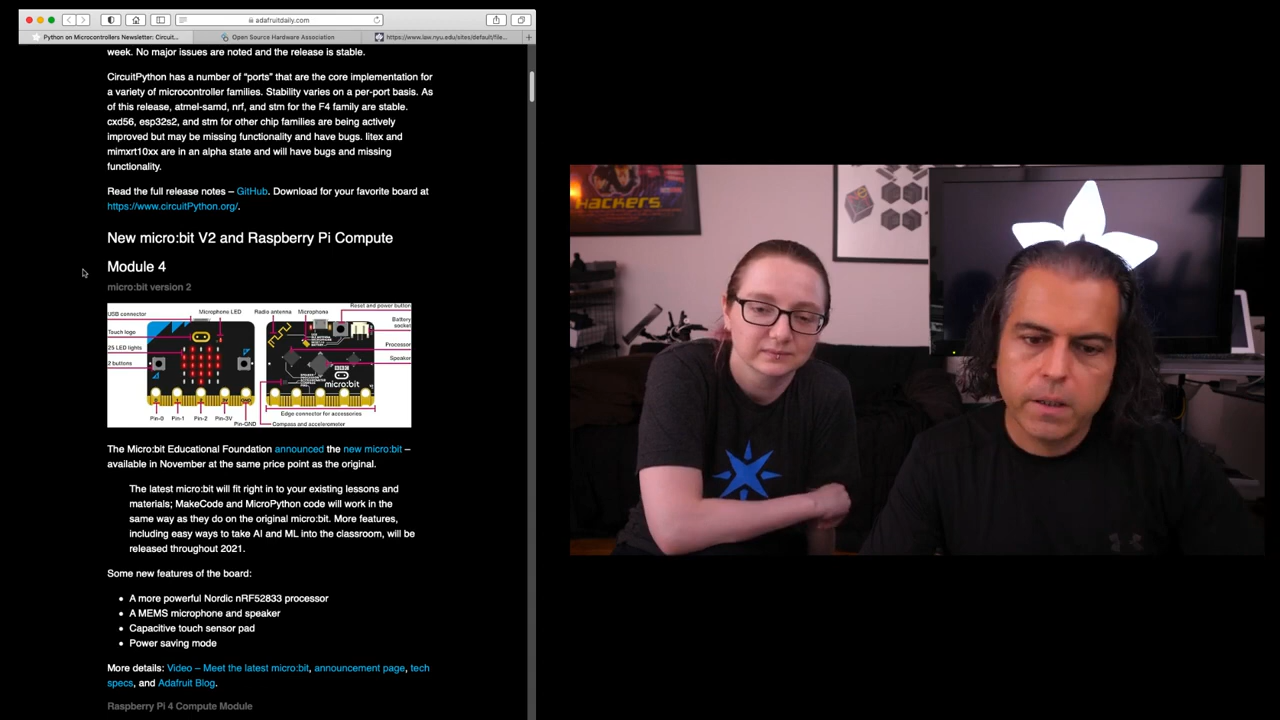 adafruitdaily.com
Python on Microcontrollers Newsletter: Circuit...
Open Source Hardware Association
https://www.law.nyu.edu/sites/default/file...
week. No major issues are noted and the release is stable.
CircuitPython has a number of “ports” that are the core implementation for
a variety of microcontroller families. Stability varies on a per-port basis. As
of this release, atmel-samd, nrf, and stm for the F4 family are stable.
cxd56, esp32s2, and stm for other chip families are being actively
improved but may be missing functionality and have bugs. litex and
mimxrt10xx are in an alpha state and will have bugs and missing
functionality.
Read the full release notes – GitHub. Download for your favorite board at
https://www.circuitPython.org/.
New micro:bit V2 and Raspberry Pi Compute
Module 4
micro:bit version 2
USB connector
Microphone LED
Radio antenna
Microphone
Reset and power button
Touch logo
Battery
socket
25 LED lights
Processor
2 buttons
Speaker
BBC
micro:bit
Pin-0
Pin-1
Pin-2
Pin-3V
Pin-GND
Edge connector for accessories
Compass and accelerometer
The Micro:bit Educational Foundation announced the new micro:bit –
available in November at the same price point as the original.
The latest micro:bit will fit right in to your existing lessons and
materials; MakeCode and MicroPython code will work in the
same way as they do on the original micro:bit. More features,
including easy ways to take AI and ML into the classroom, will be
released throughout 2021.
Some new features of the board:
A more powerful Nordic nRF52833 processor
A MEMS microphone and speaker
Capacitive touch sensor pad
Power saving mode
More details: Video – Meet the latest micro:bit, announcement page, tech
specs, and Adafruit Blog.
Raspberry Pi 4 Compute Module
HACKERS